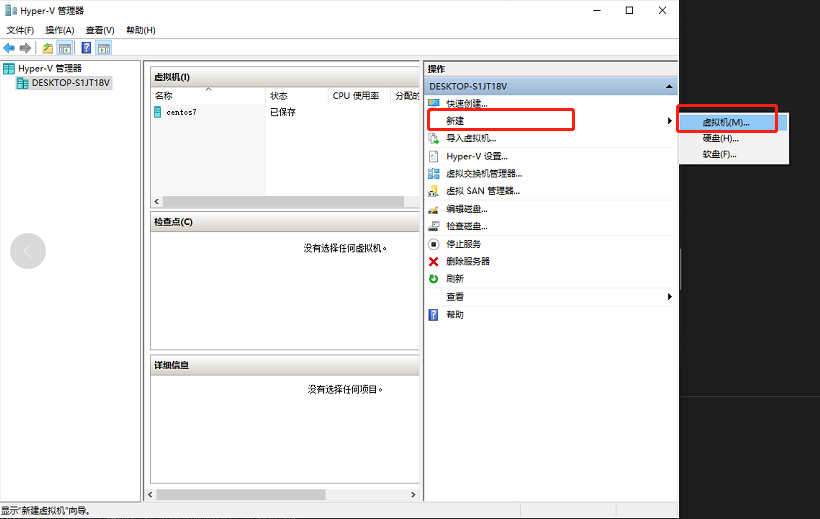 Hyper-V 管理器
文件(F) 操作(A) 查看(V) 帮助(H)
Hyper-V 管理器
DESKTOP-S1JT18V
虚拟机(I)
名称 状态 CPU 使用率 分配的
centos7 已保存
检查点(C)
没有选择任何虚拟机。
详细信息
没有选择任何项目。
操作
DESKTOP-S1JT18V
快速创建...
新建
导入虚拟机...
Hyper-V 设置...
虚拟交换机管理器...
虚拟 SAN 管理器...
编辑磁盘...
检查磁盘...
停止服务
删除服务器
刷新
查看
帮助
虚拟机(M)...
硬盘(H)...
软盘(F)...
显示"新建虚拟机"向导。